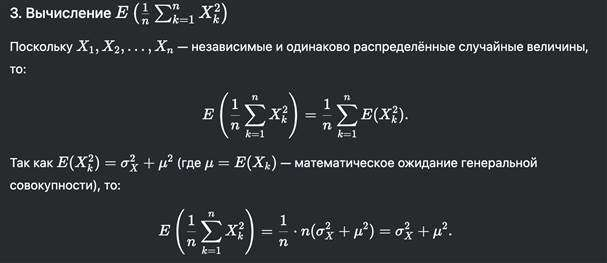 3. Вычисление E(1/n ∑_{k=1}^{n} X_k^2)
Поскольку X_1, X_2, . . . , X_n — независимые и одинаково распределённые случайные величины,
то:
E(1/n ∑_{k=1}^{n} X_k^2) = 1/n ∑_{k=1}^{n} E(X_k^2).
Так как E(X_k^2) = σ_X^2 + μ^2 (где μ = E(X_k) — математическое ожидание генеральной
совокупности), то:
E(1/n ∑_{k=1}^{n} X_k^2) = 1/n · n(σ_X^2 + μ^2) = σ_X^2 + μ^2.